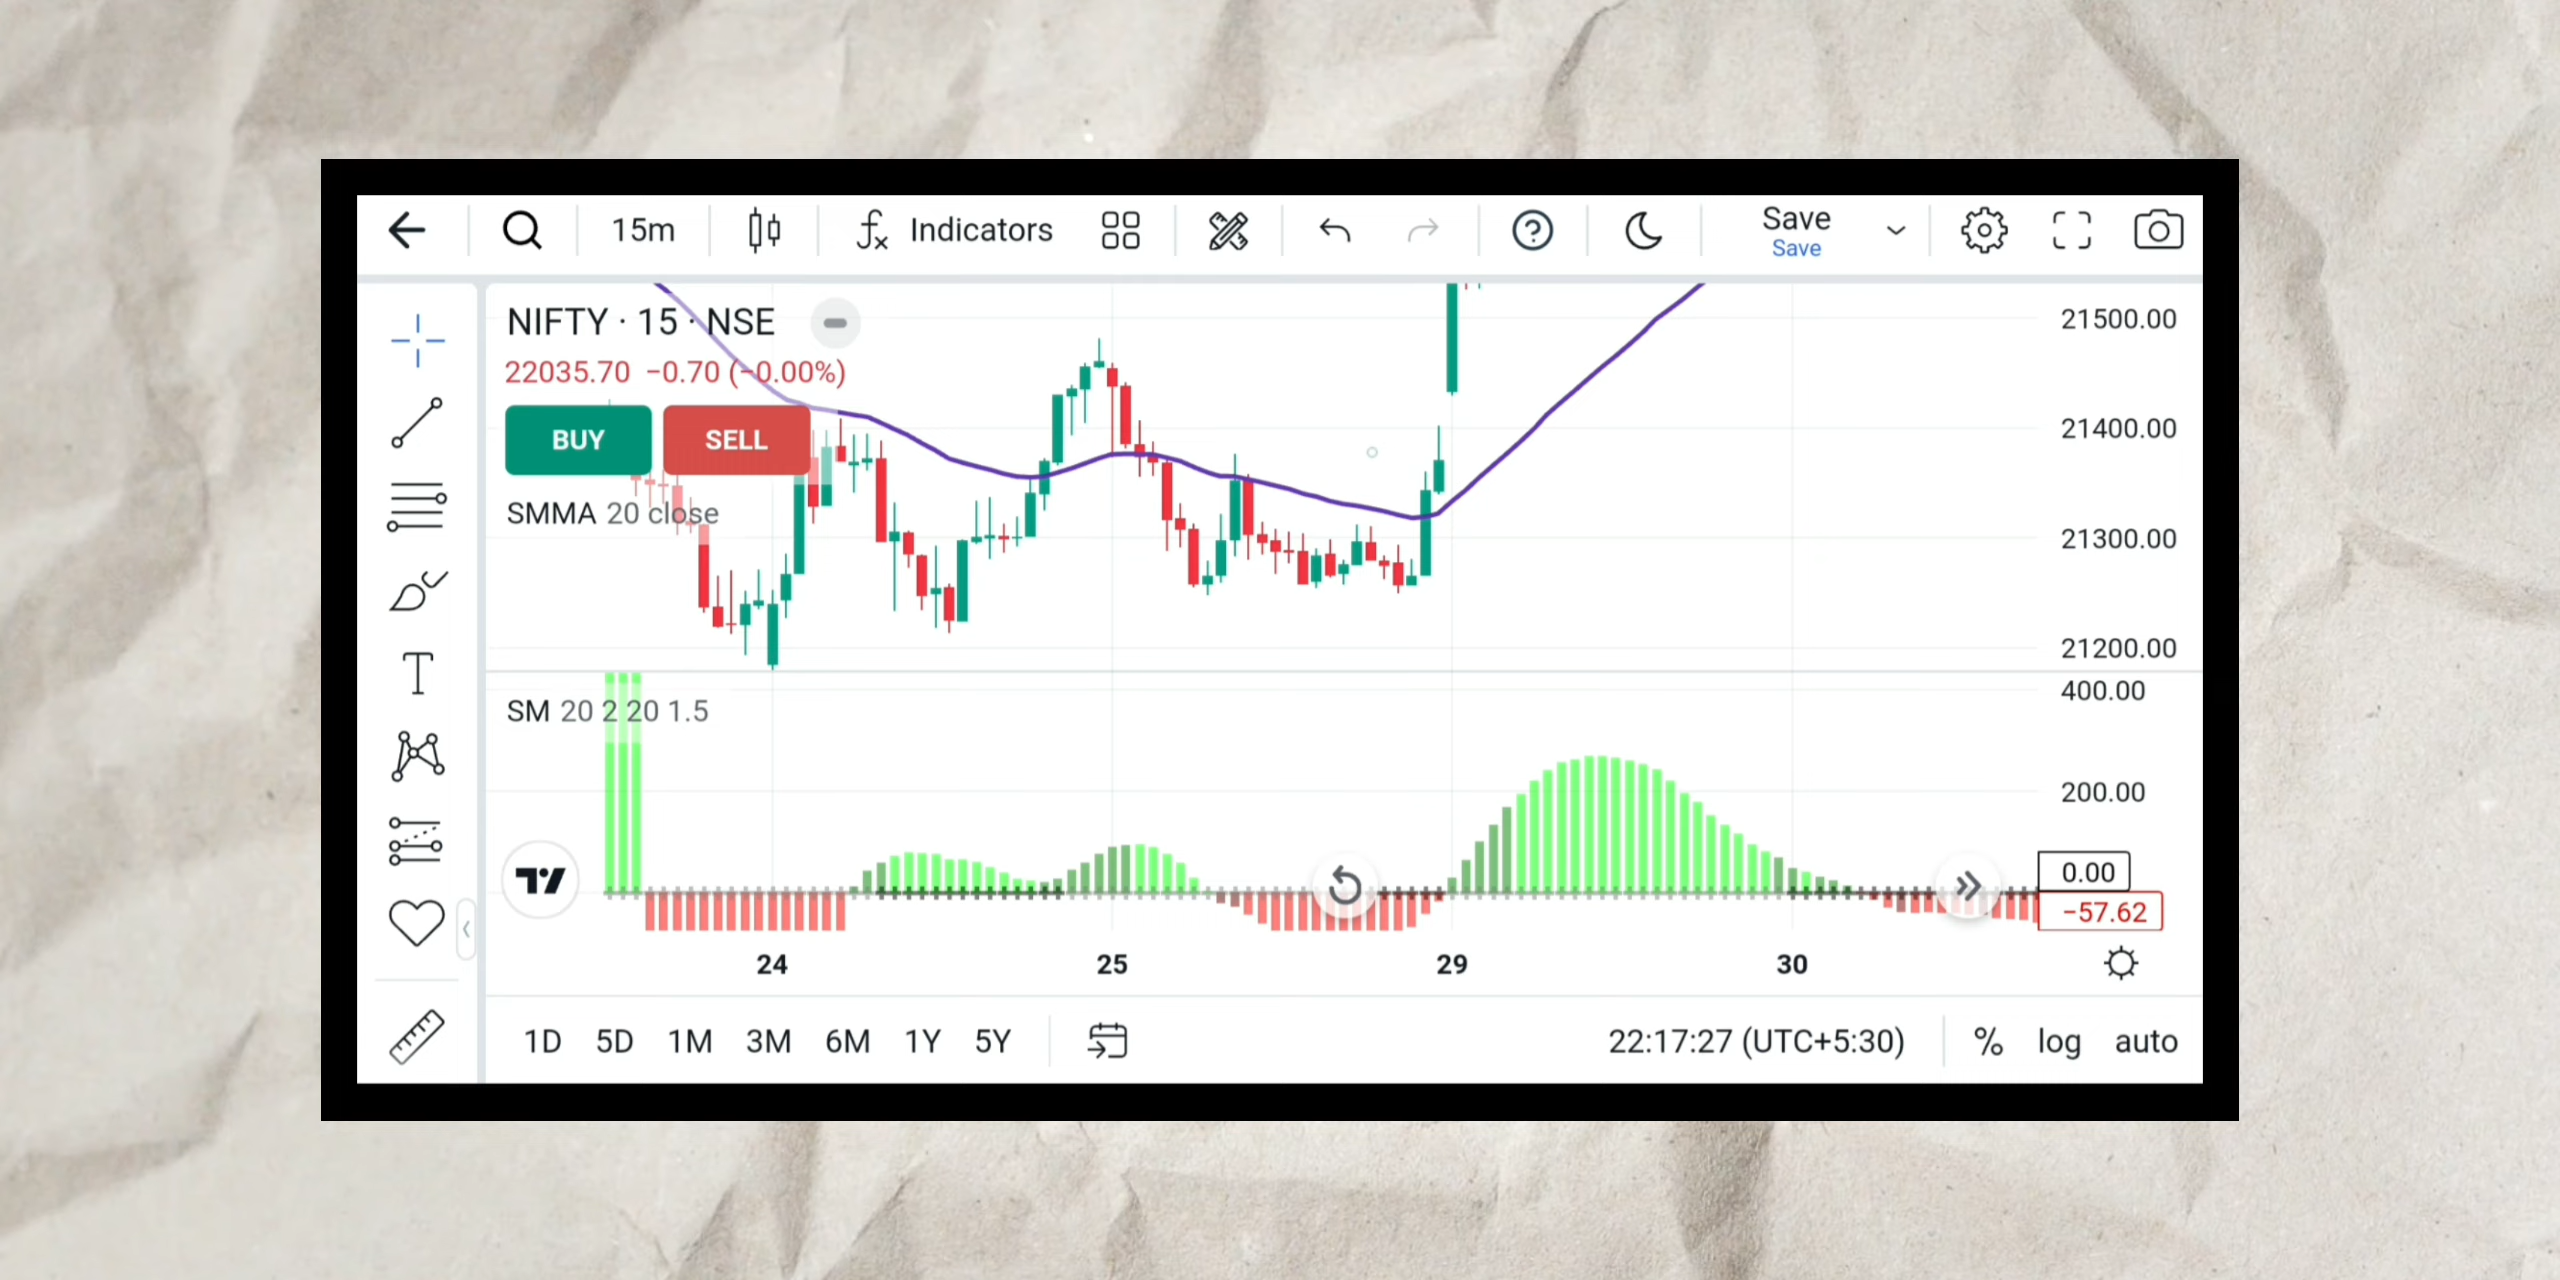 15m
Indicators
Save
Save
NIFTY · 15 · NSE
22035.70 −0.70 (−0.00%)
BUY
SELL
SMMA 20 close
21500.00
21400.00
21300.00
21200.00
SM 20 2 20 1.5
400.00
200.00
0.00
−57.62
24
25
29
30
1D 5D 1M 3M 6M 1Y 5Y
22:17:27 (UTC+5:30)
% log auto